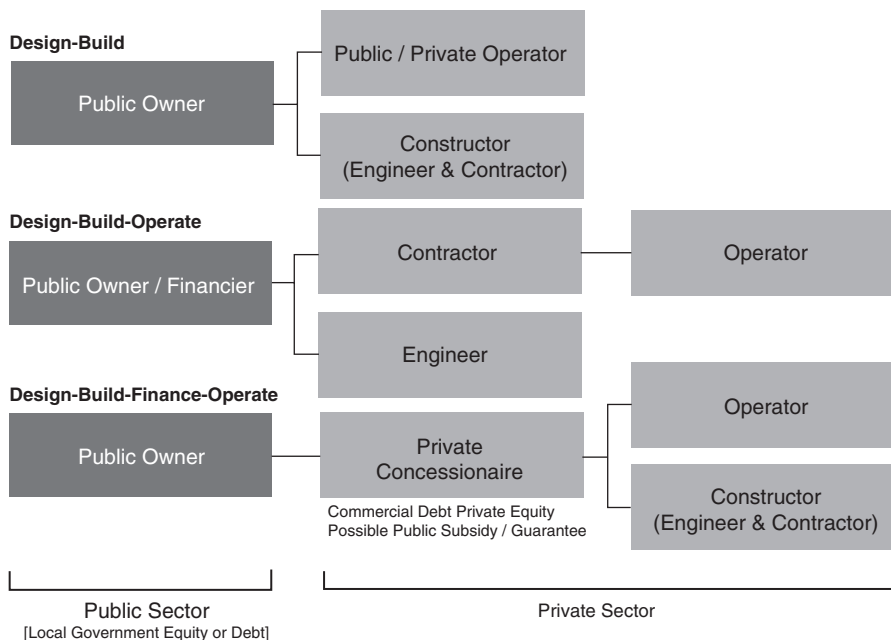 Design-Build
Public Owner
Public / Private Operator
Constructor
(Engineer & Contractor)
Design-Build-Operate
Public Owner / Financier
Contractor
Operator
Engineer
Design-Build-Finance-Operate
Public Owner
Private
Concessionaire
Commercial Debt Private Equity
Possible Public Subsidy / Guarantee
Operator
Constructor
(Engineer & Contractor)
Public Sector
[Local Government Equity or Debt]
Private Sector